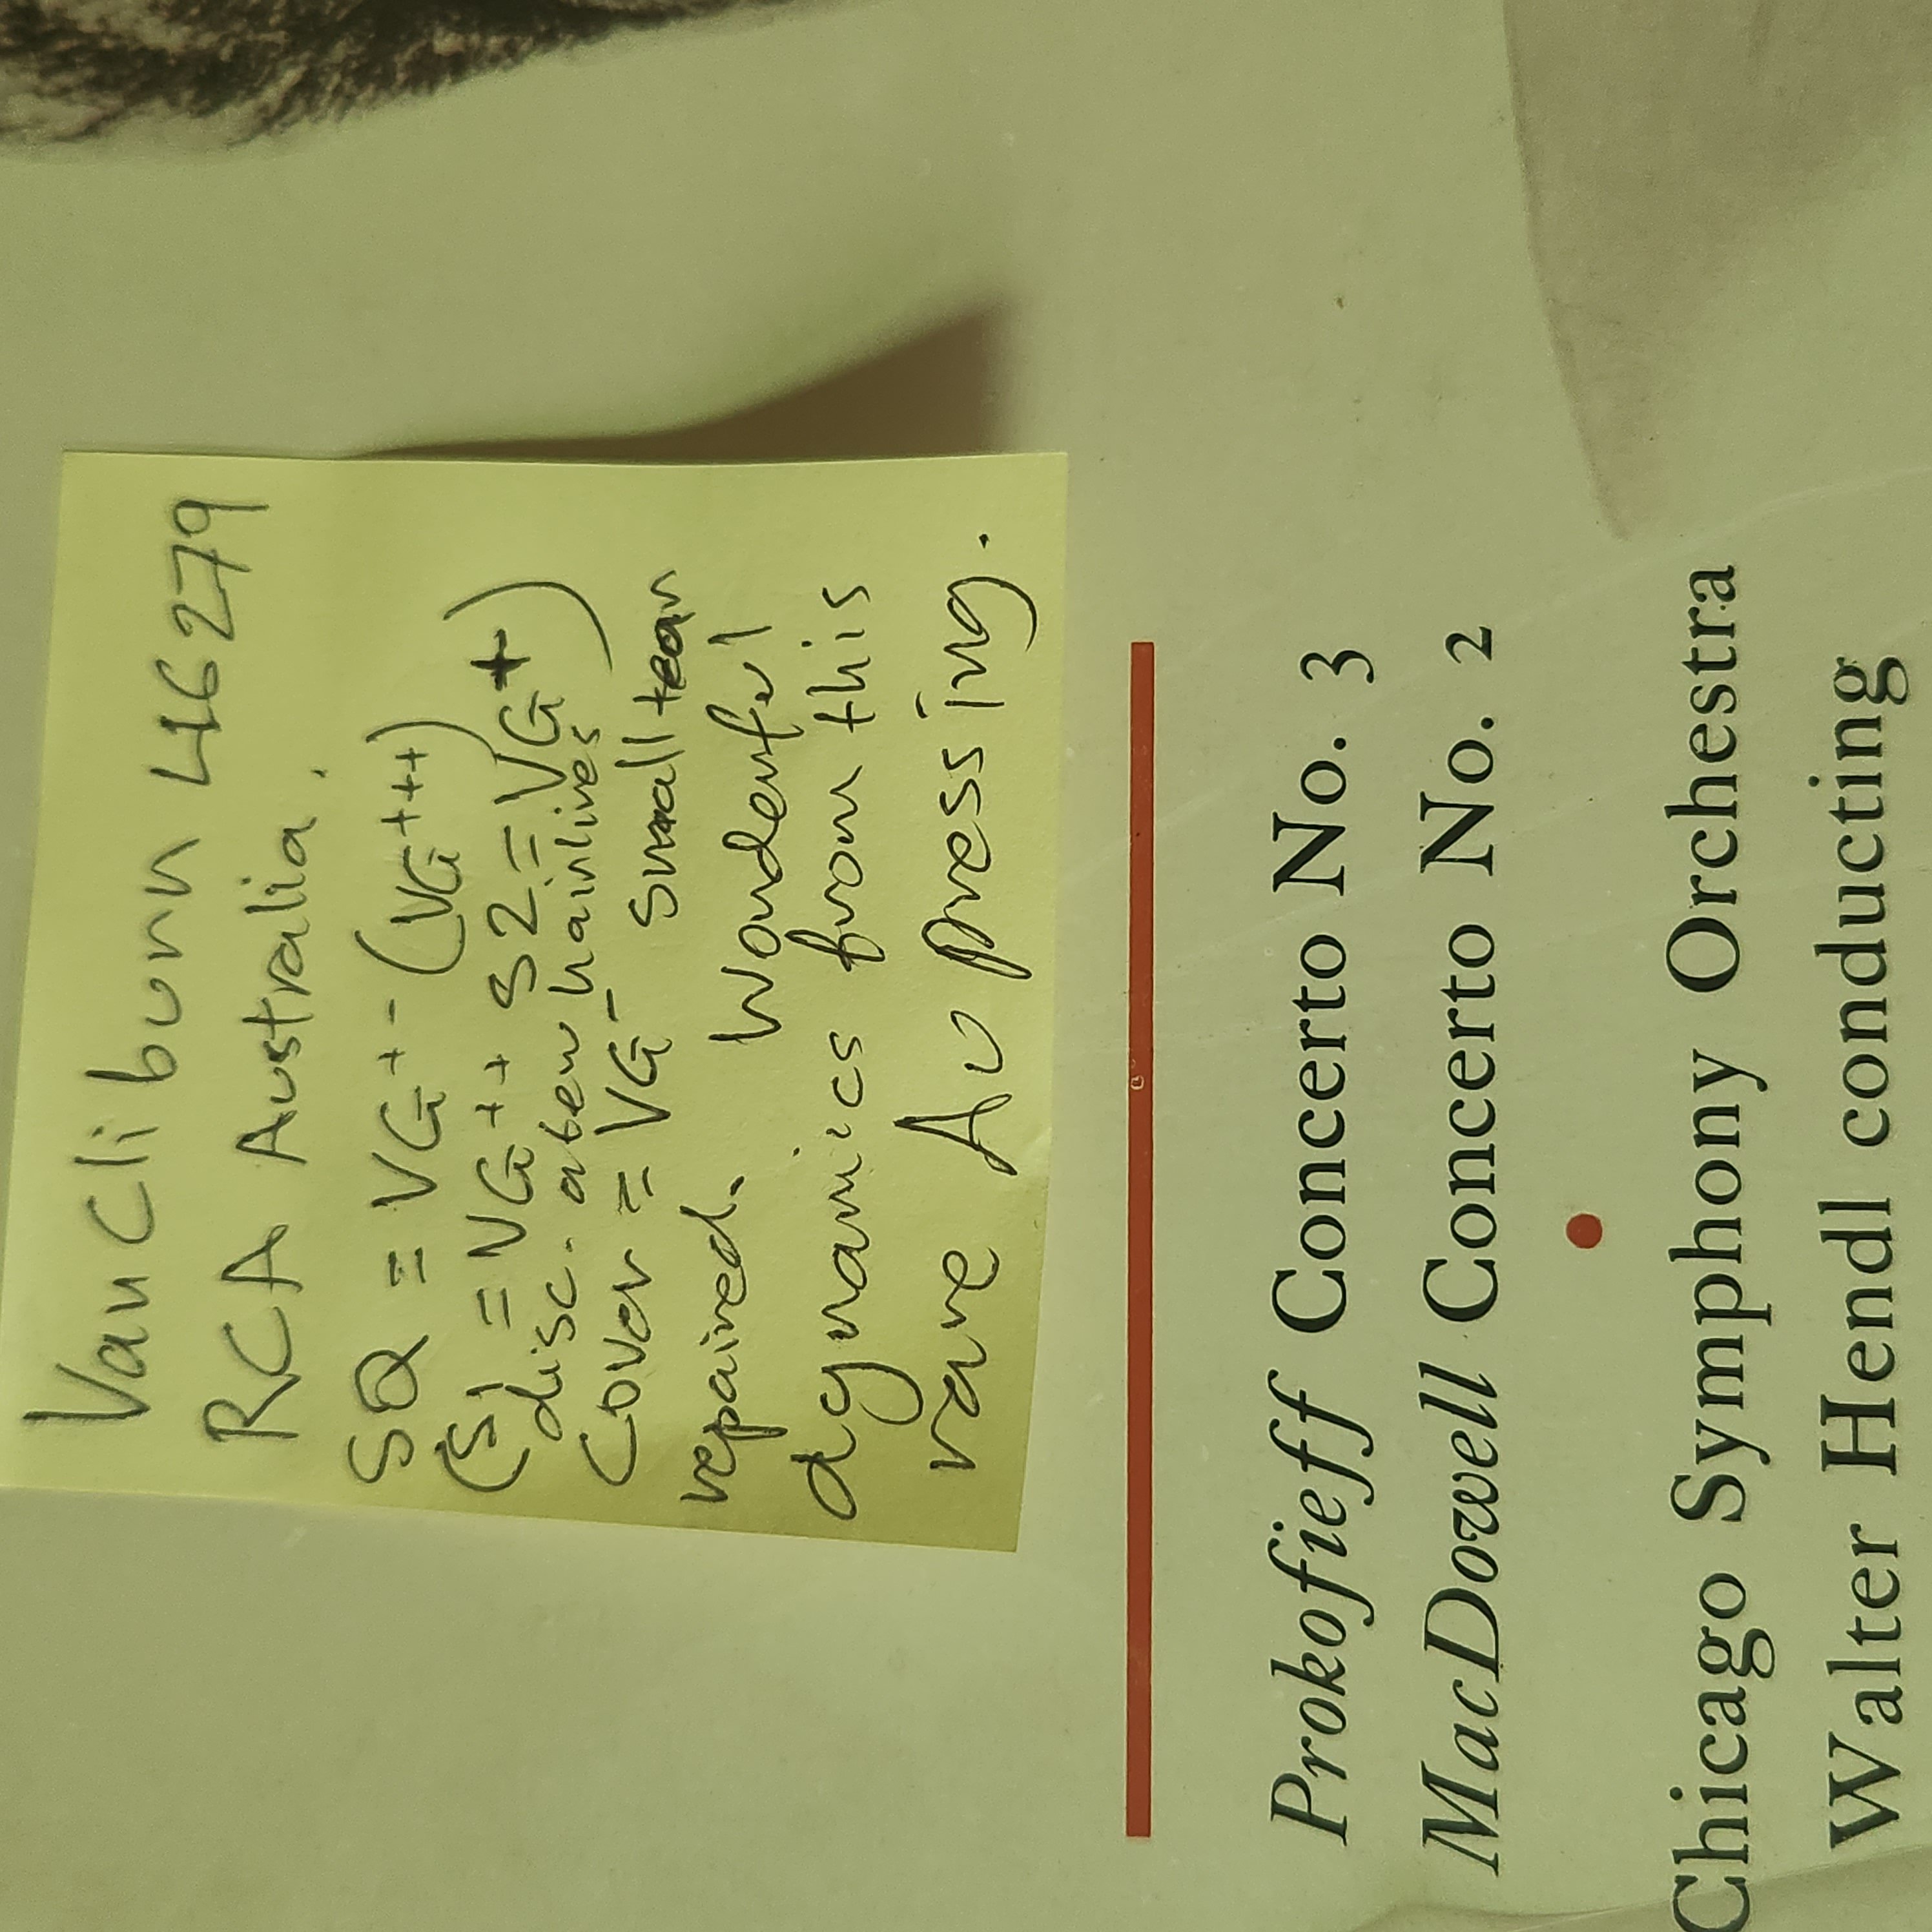 Van Cliburn L16279
RCA Australia.
SQ = VG++ - (VG+++)
(S1 = VG++ S2 = VG++)
disc - a few hairlines
Cover = VG- small tear
repaired. Wonderful
dynamics from this
rare Au pressing.
Prokofieff Concerto No. 3
MacDowell Concerto No. 2
Chicago Symphony Orchestra
Walter Hendl conducting